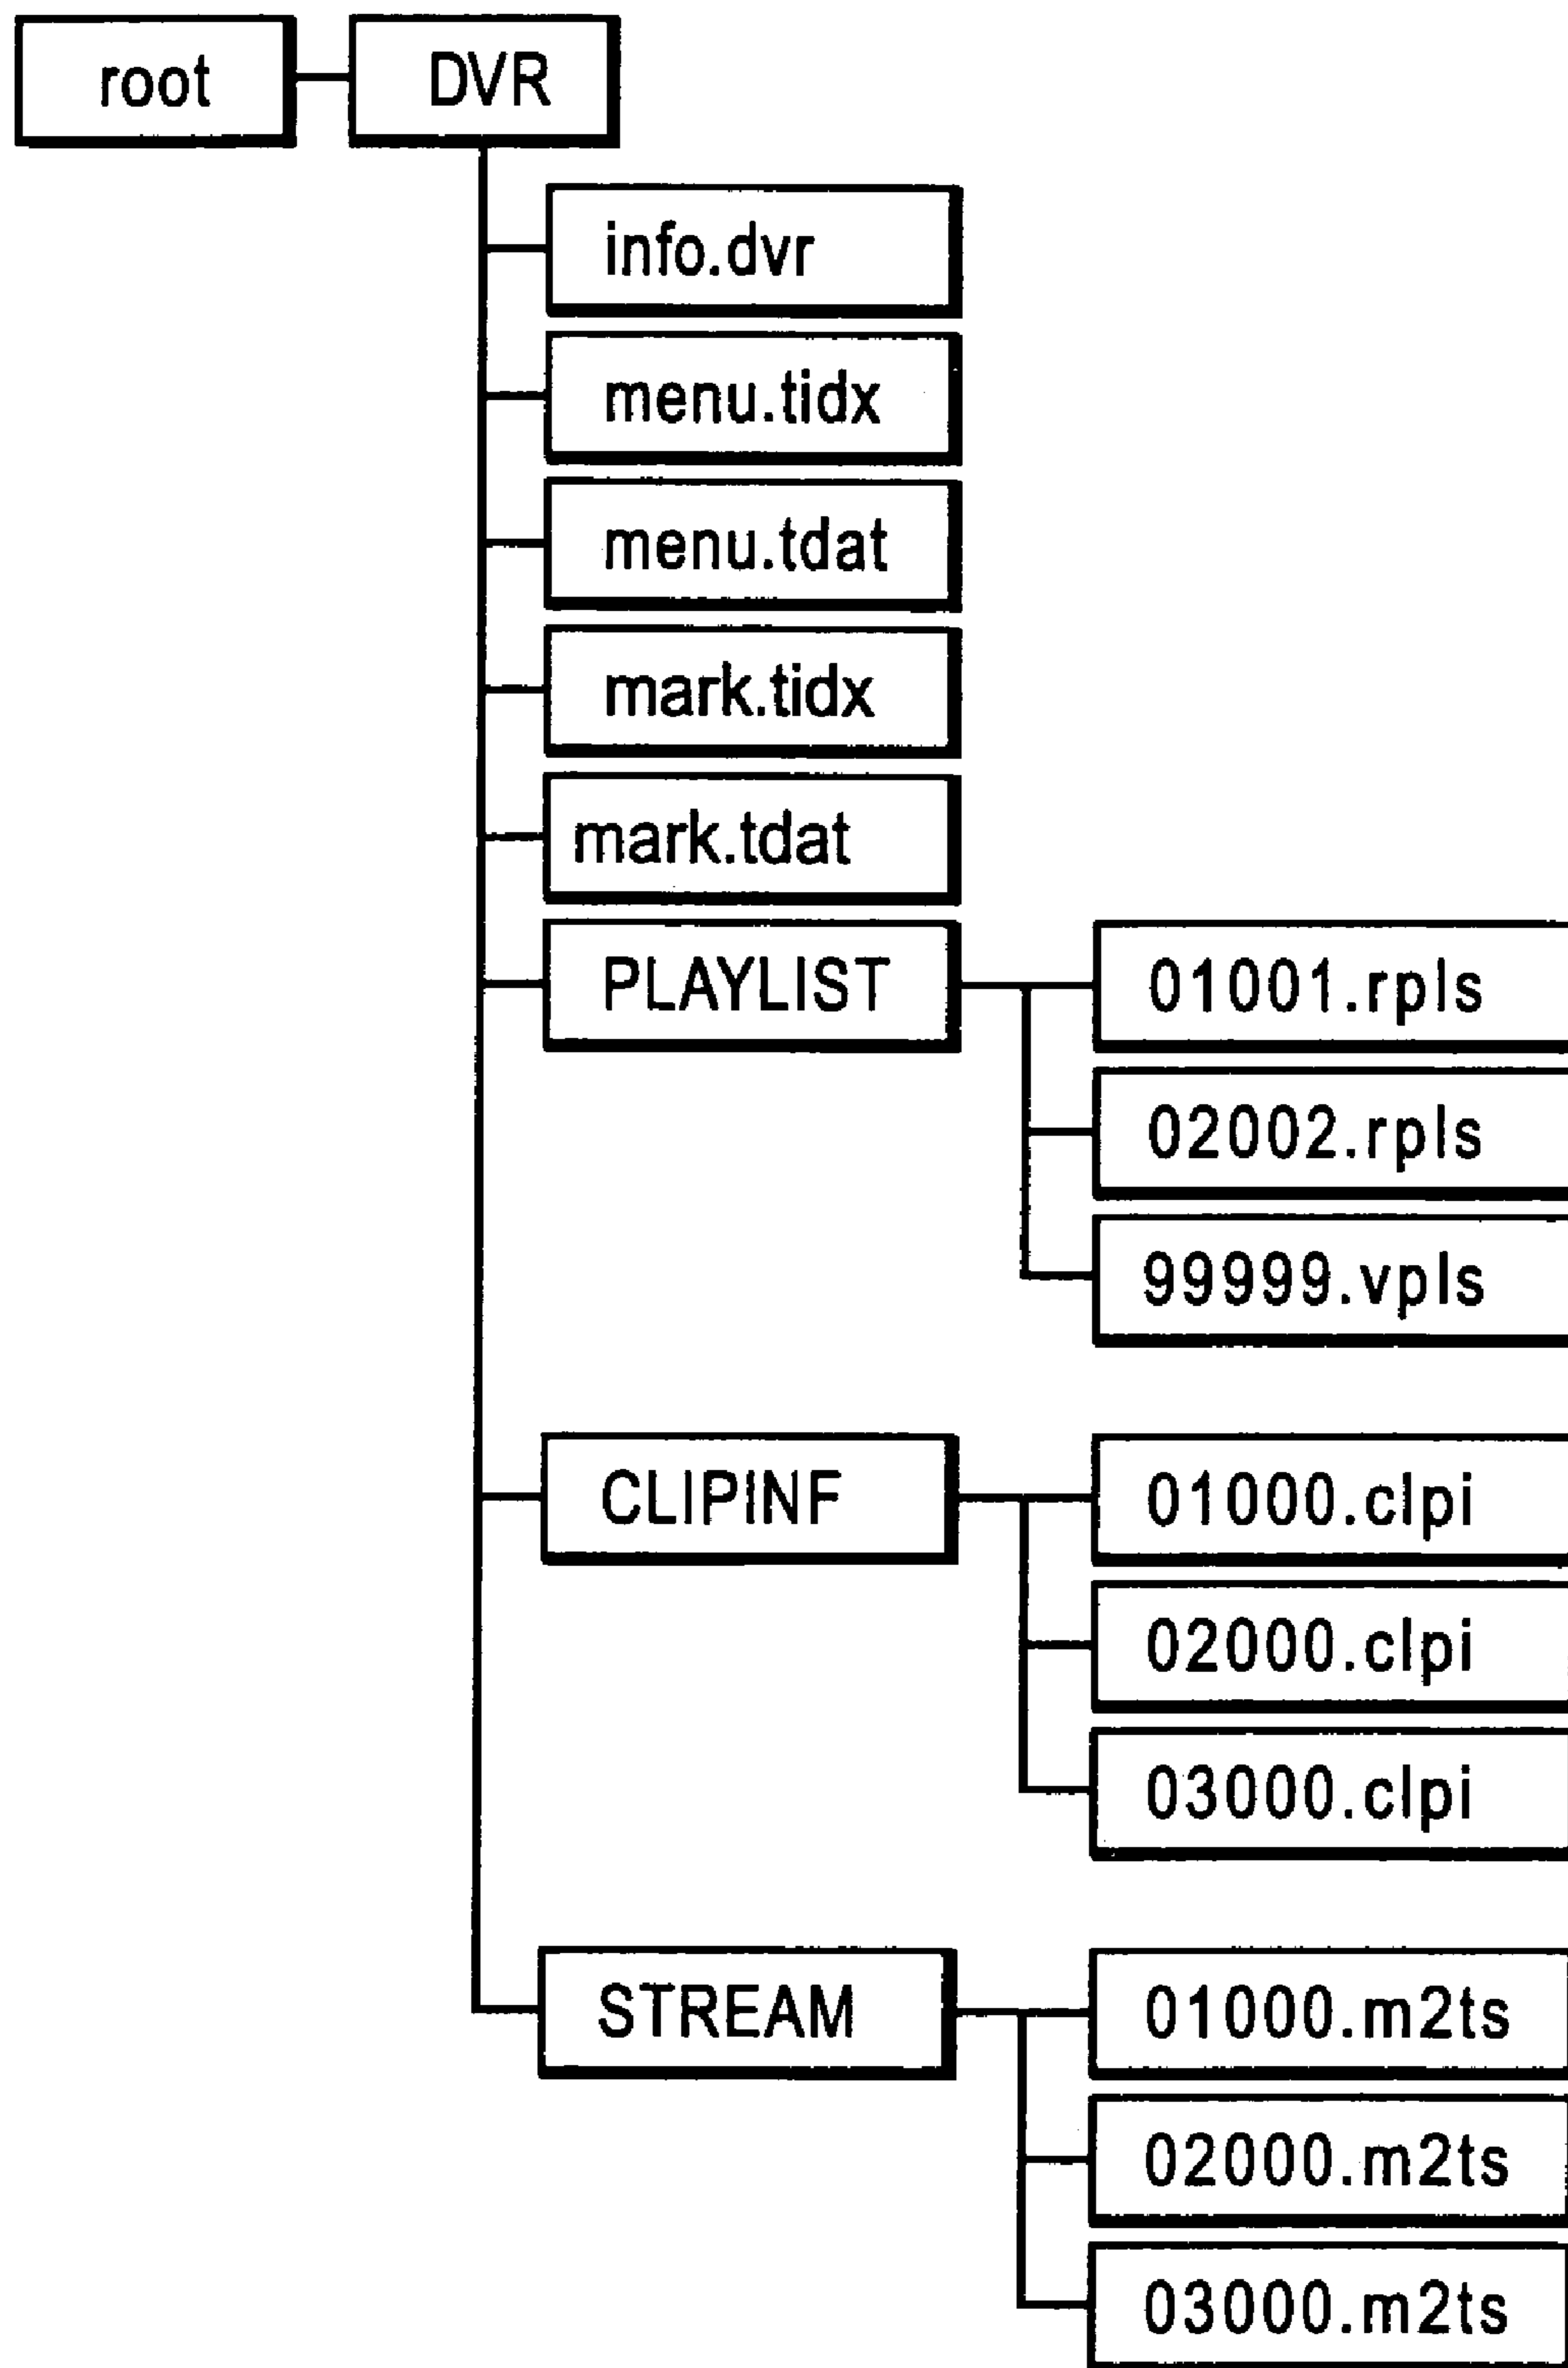 root
DVR
info.dvr
menu.tidx
menu.tdat
mark.tidx
mark.tdat
PLAYLIST
01001.rpls
02002.rpls
99999.vpls
CLIPINF
01000.clpi
02000.clpi
03000.clpi
STREAM
01000.m2ts
02000.m2ts
03000.m2ts